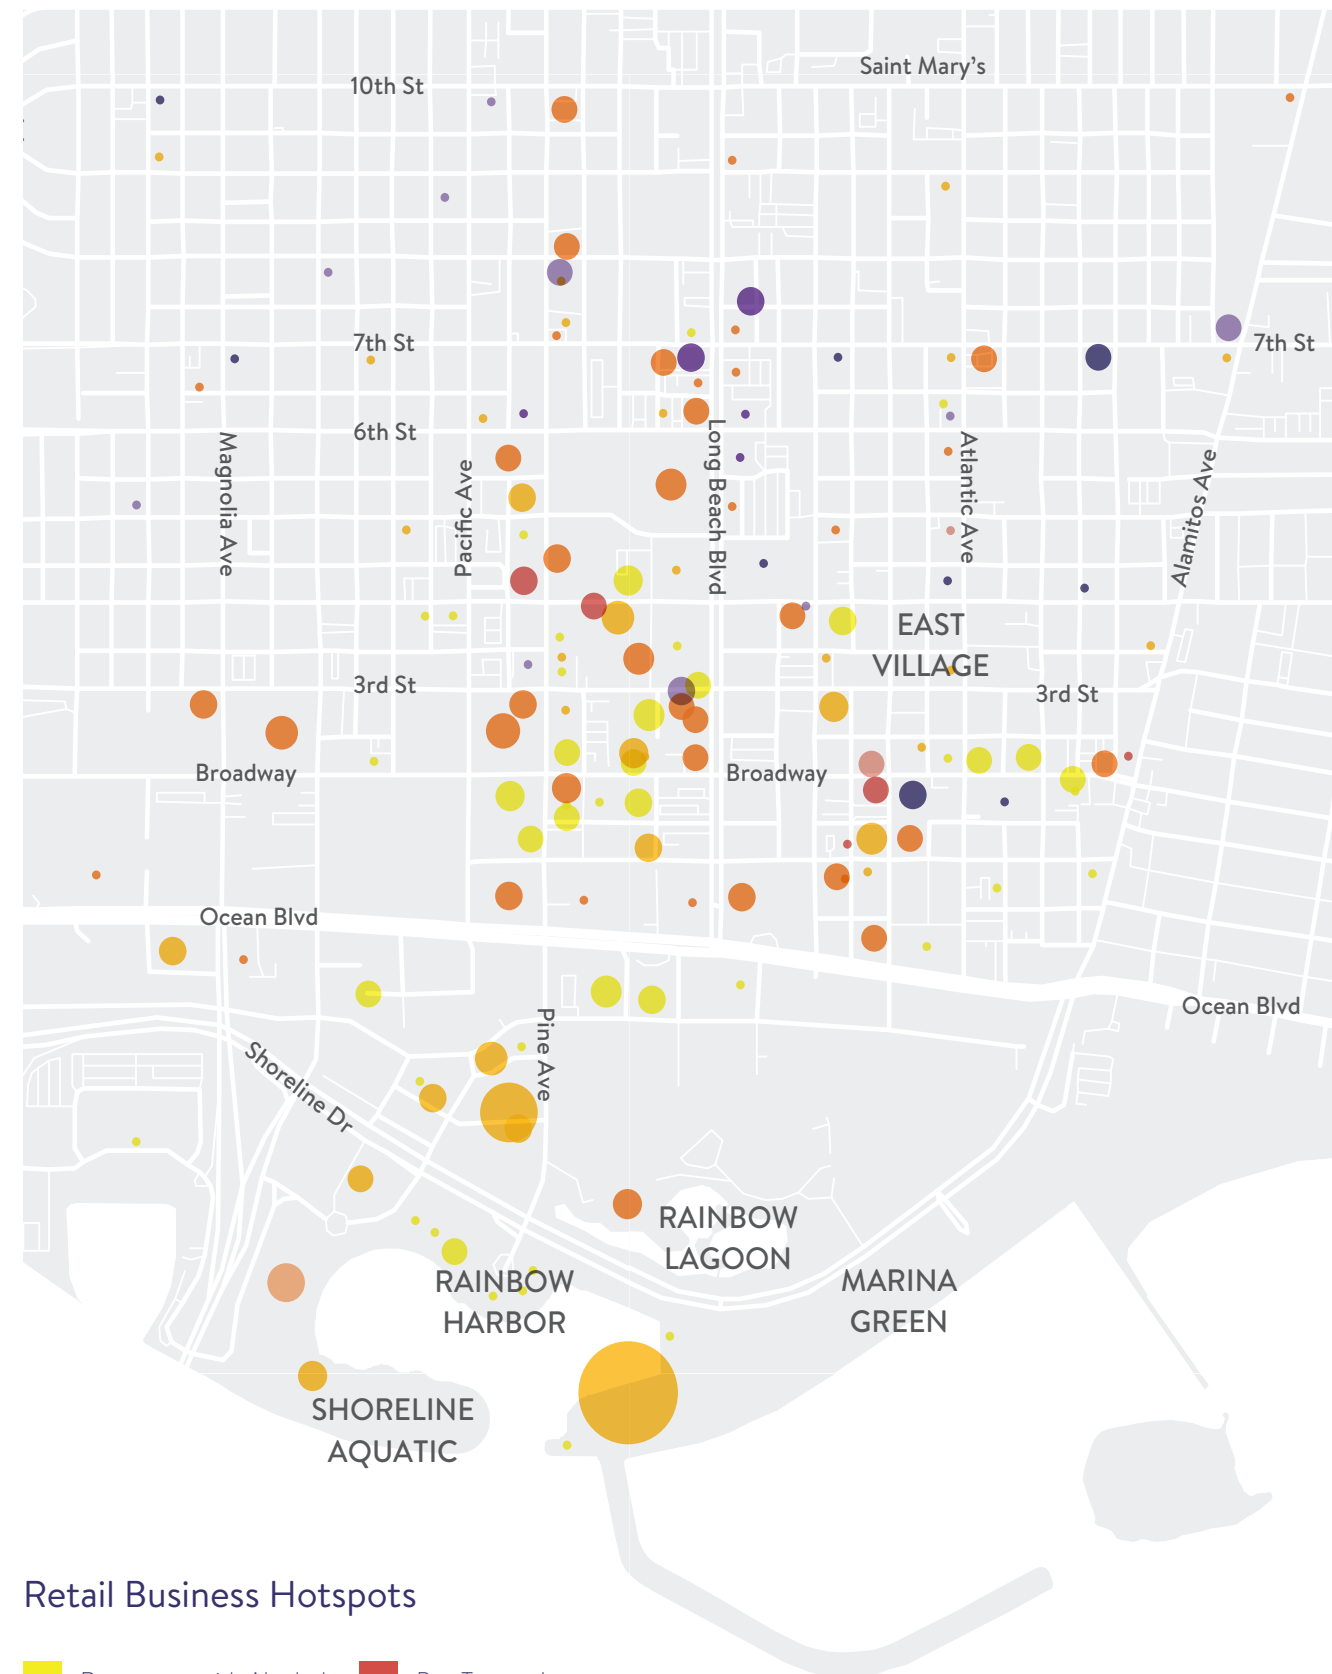 Saint Mary's
10th St
7th St
7th St
6th St
Magnolia Ave
Pacific Ave
Long Beach Blvd
Atlantic Ave
Alamitos Ave
EAST
VILLAGE
3rd St
3rd St
Broadway
Broadway
Ocean Blvd
Ocean Blvd
Pine Ave
Shoreline Dr
RAINBOW
LAGOON
RAINBOW
HARBOR
MARINA
GREEN
SHORELINE
AQUATIC
Retail Business Hotspots